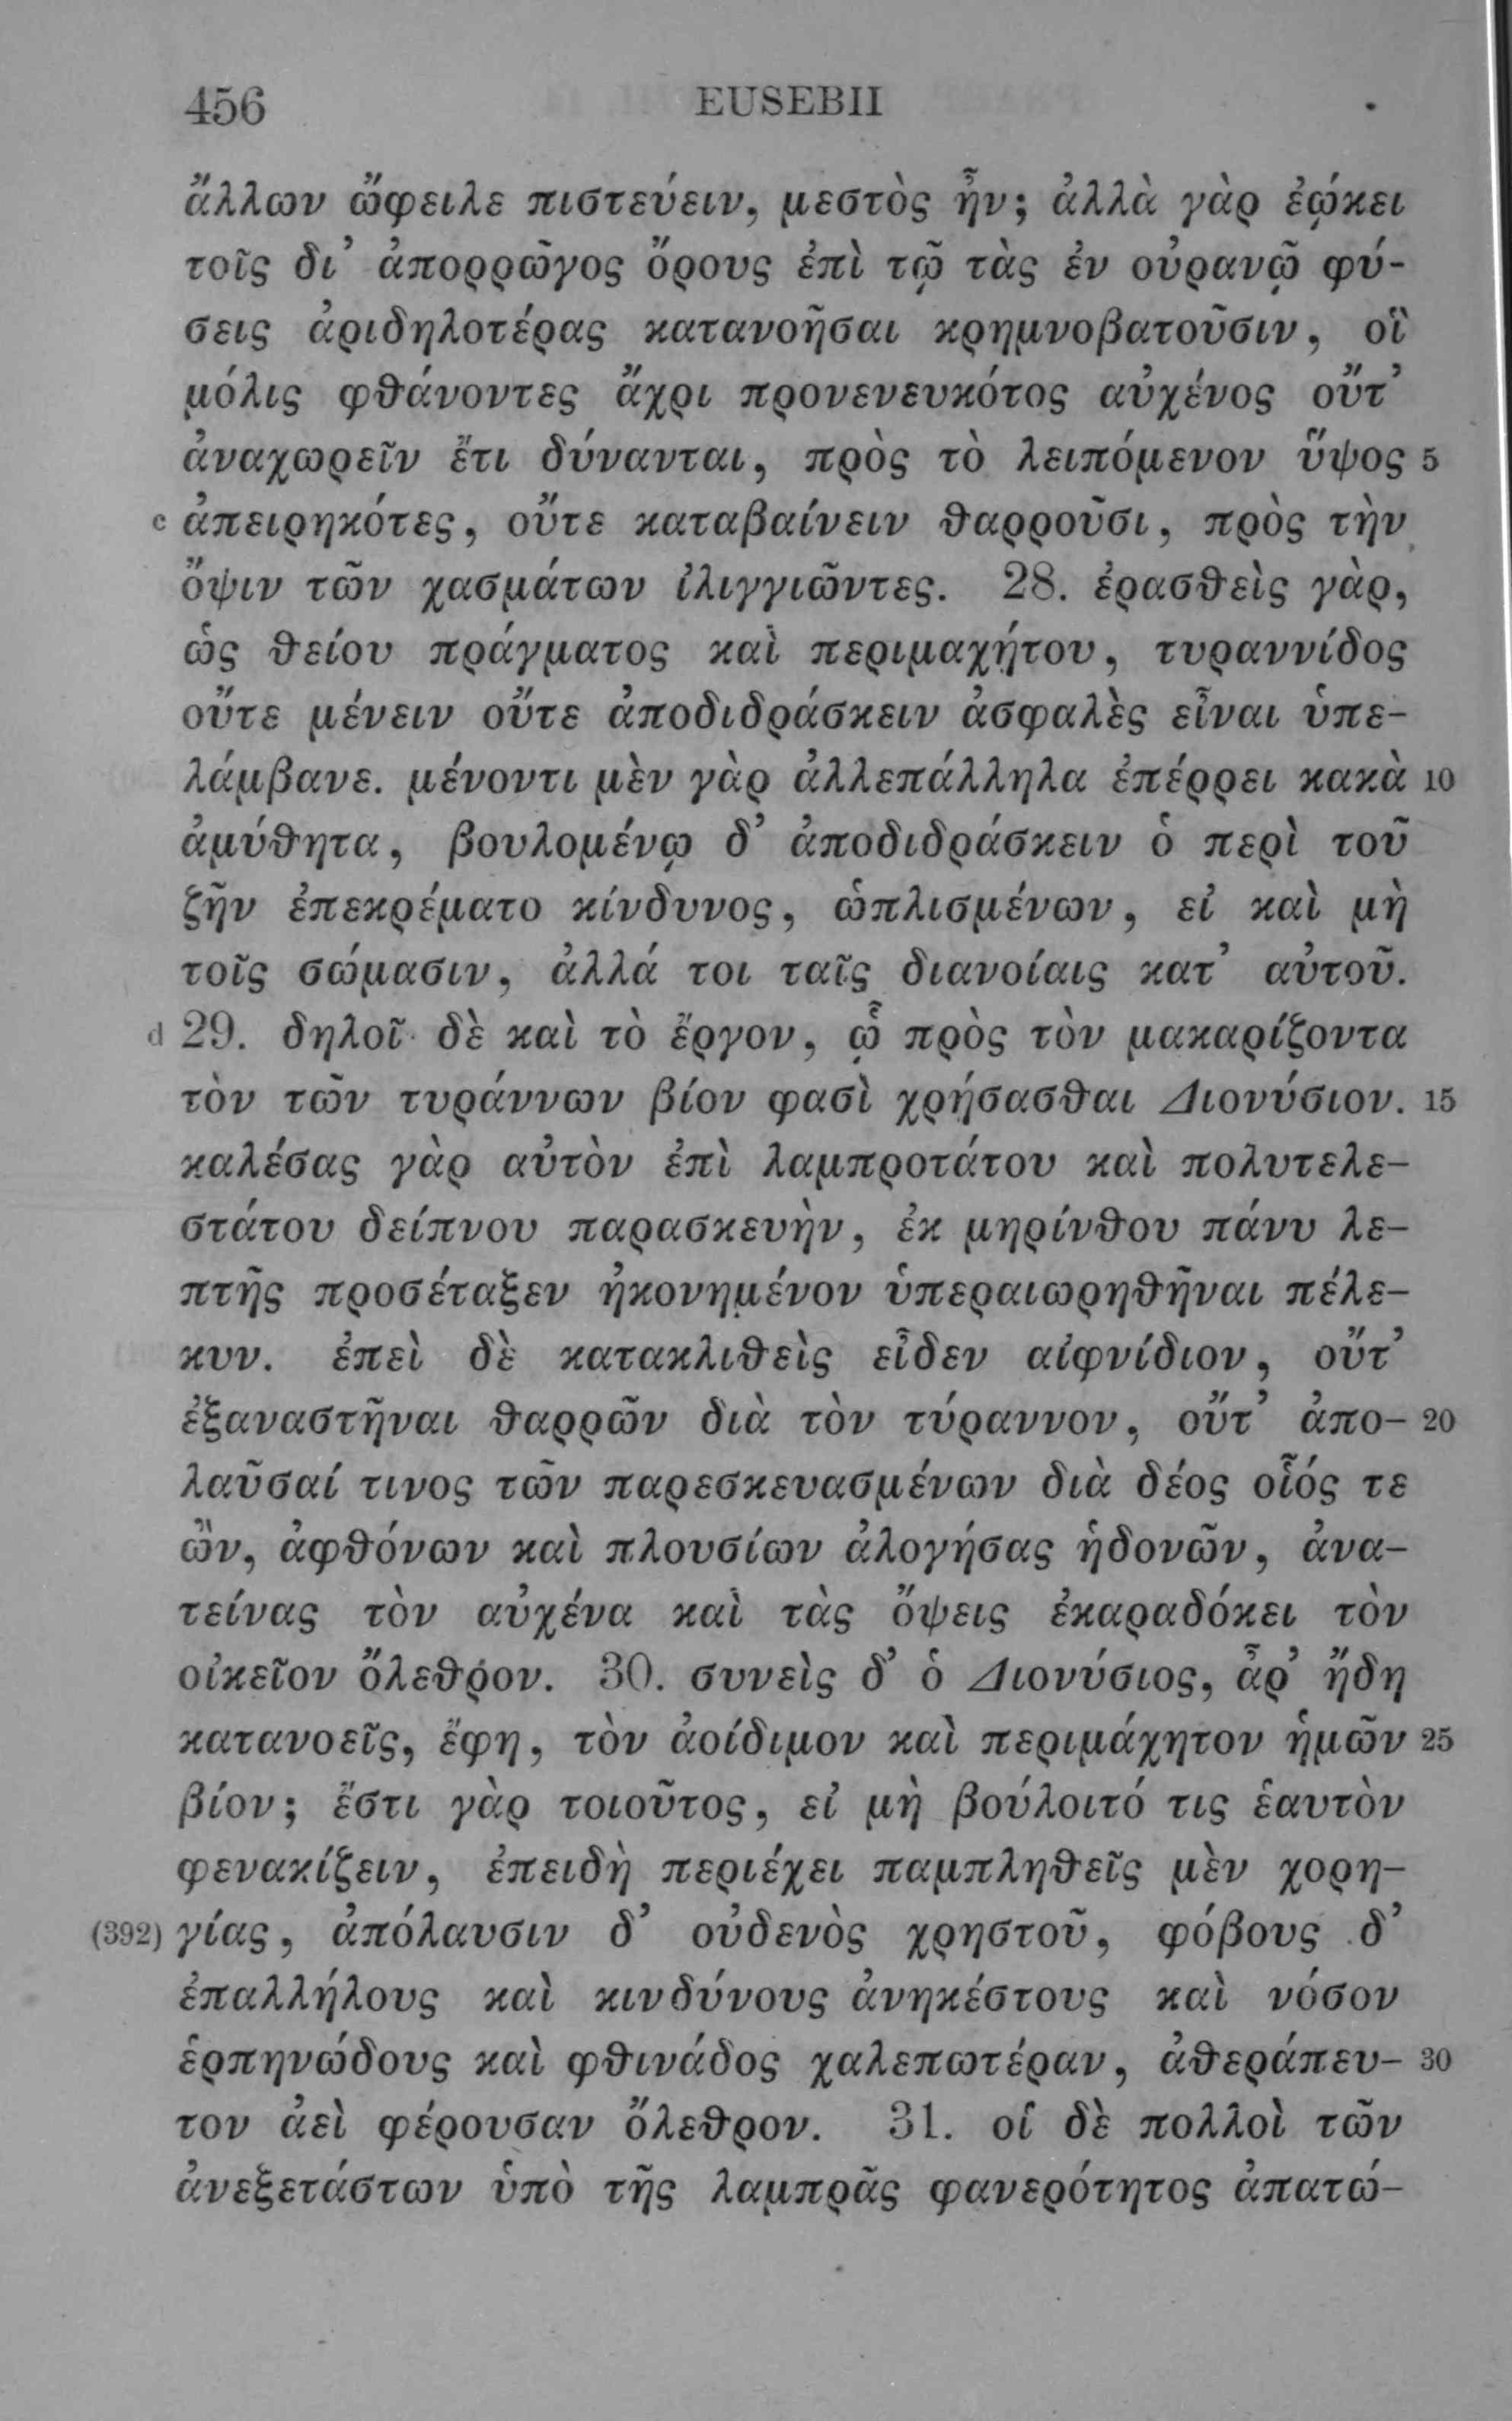 456 EUSEBII
ἄλλων ὤφειλε πιστεύειν, μεστὸς ἦν; ἀλλὰ γὰρ ἐῴκει
τοῖς δι’ ἀπορρῶγος ὄρους ἐπὶ τῷ τὰς ἐν οὐρανῷ φύ-
σεις ἀριδηλοτέρας κατανοῆσαι κρημνοβατοῦσιν, οἳ
μόλις φθάνοντες ἄχρι προνενευκότος αὐχένος οὔτ’
ἀναχωρεῖν ἔτι δύνανται, πρὸς τὸ λειπόμενον ὕψος 5
c ἀπειρηκότες, οὔτε καταβαίνειν θαρροῦσι, πρὸς τὴν
ὄψιν τῶν χασμάτων ἰλιγγιῶντες. 28. ἐρασθεὶς γὰρ,
ὡς θείου πράγματος καὶ περιμαχήτου, τυραννίδος
οὔτε μένειν οὔτε ἀποδιδράσκειν ἀσφαλὲς εἶναι ὑπε-
λάμβανε. μένοντι μὲν γὰρ ἀλλεπάλληλα ἐπέρρει κακὰ 10
ἀμύθητα, βουλομένῳ δ’ ἀποδιδράσκειν ὁ περὶ τοῦ
ζῆν ἐπεκρέματο κίνδυνος, ὡπλισμένων, εἰ καὶ μὴ
τοῖς σώμασιν, ἀλλά τοι ταῖς διανοίαις κατ’ αὐτοῦ.
d 29. δηλοῖ δὲ καὶ τὸ ἔργον, ᾧ πρὸς τὸν μακαρίζοντα
τὸν τῶν τυράννων βίον φασὶ χρήσασθαι Διονύσιον. 15
καλέσας γὰρ αὐτὸν ἐπὶ λαμπροτάτου καὶ πολυτελε-
στάτου δείπνου παρασκευὴν, ἐκ μηρίνθου πάνυ λε-
πτῆς προσέταξεν ἠκονημένον ὑπεραιωρηθῆναι πέλε-
κυν. ἐπεὶ δὲ κατακλιθεὶς εἶδεν αἰφνίδιον, οὔτ’
ἐξαναστῆναι θαρρῶν διὰ τὸν τύραννον, οὔτ’ ἀπο- 20
λαῦσαί τινος τῶν παρεσκευασμένων διὰ δέος οἷός τε
ὢν, ἀφθόνων καὶ πλουσίων ἀλογήσας ἡδονῶν, ἀνα-
τείνας τὸν αὐχένα καὶ τὰς ὄψεις ἐκαραδόκει τὸν
οἰκεῖον ὄλεθρον. 30. συνεὶς δ’ ὁ Διονύσιος, ἆρ’ ἤδη
κατανοεῖς, ἔφη, τὸν ἀοίδιμον καὶ περιμάχητον ἡμῶν 25
βίον; ἔστι γὰρ τοιοῦτος, εἰ μὴ βούλοιτό τις ἑαυτὸν
φενακίζειν, ἐπειδὴ περιέχει παμπληθεῖς μὲν χορη-
(392) γίας, ἀπόλαυσιν δ’ οὐδενὸς χρηστοῦ, φόβους δ’
ἐπαλλήλους καὶ κινδύνους ἀνηκέστους καὶ νόσον
ἑρπηνώδους καὶ φθινάδος χαλεπωτέραν, ἀθεράπευ- 30
τον ἀεὶ φέρουσαν ὄλεθρον. 31. οἱ δὲ πολλοὶ τῶν
ἀνεξετάστων ὑπὸ τῆς λαμπρᾶς φανερότητος ἀπατώ-